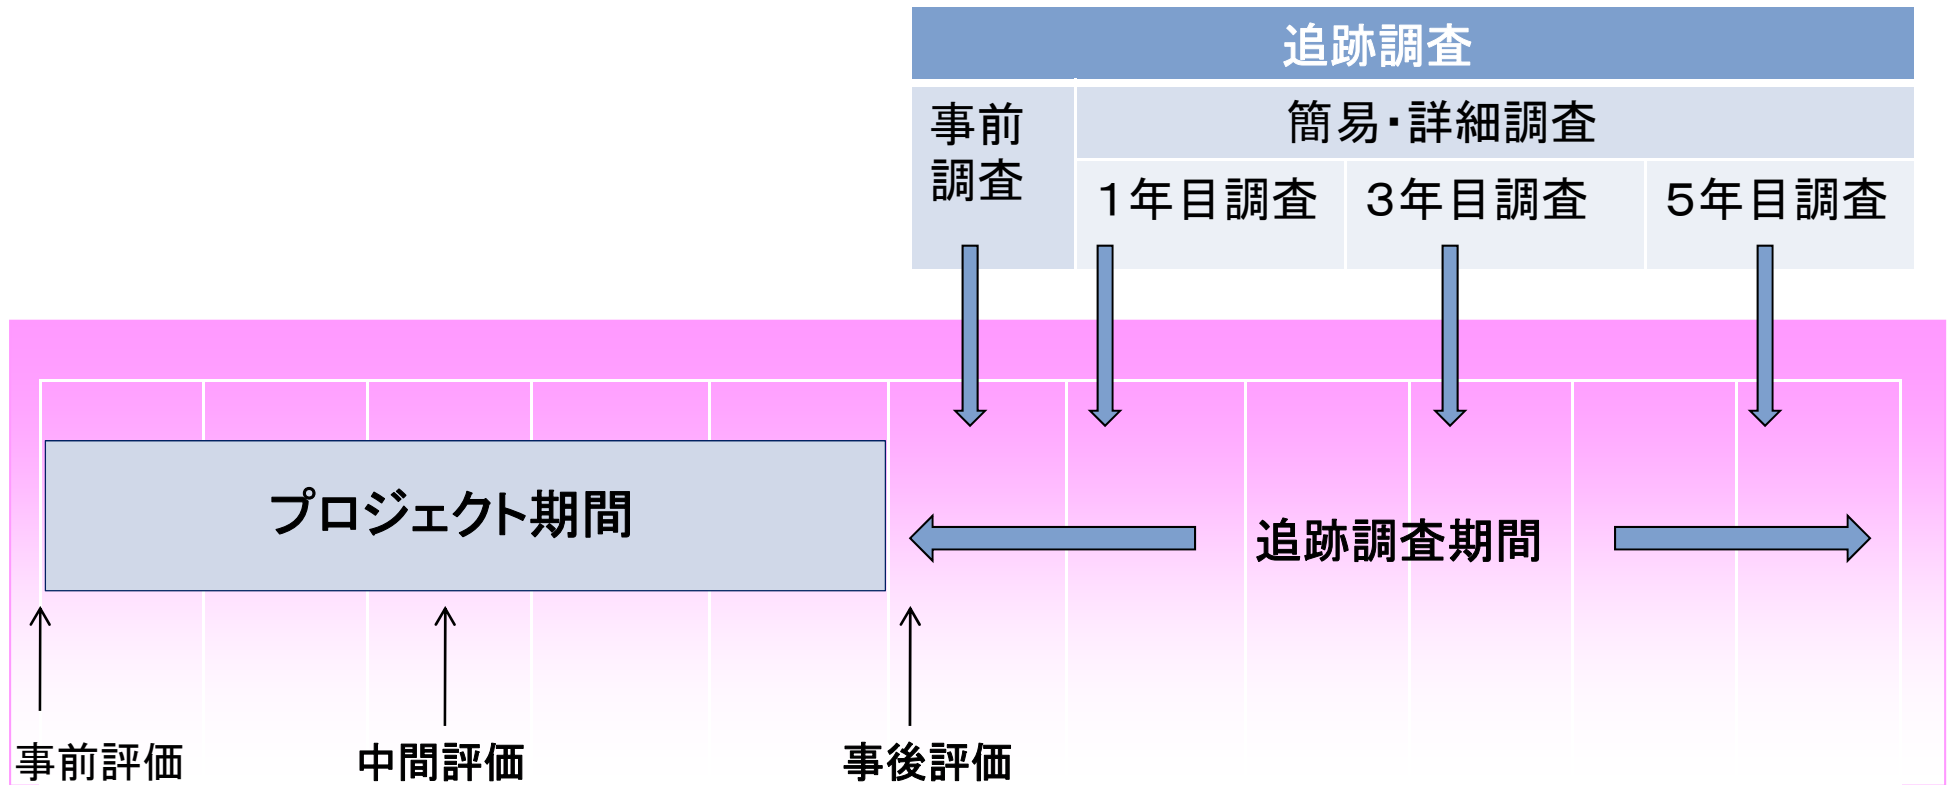 追跡調査
事前
調査
簡易・詳細調査
１年目調査
３年目調査
５年目調査
プロジェクト期間
追跡調査期間
事前評価
中間評価
事後評価